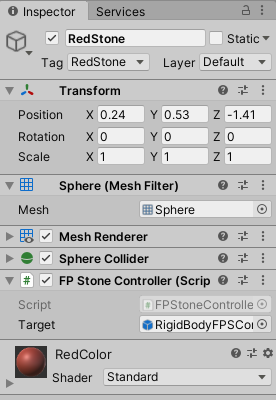 Inspector Services
RedStone Static
Tag RedStone Layer Default
Transform
Position X 0.24 Y 0.53 Z -1.41
Rotation X 0 Y 0 Z 0
Scale X 1 Y 1 Z 1
Sphere (Mesh Filter)
Mesh Sphere
Mesh Renderer
Sphere Collider
# FP Stone Controller (Scrip
Script # FPStoneControlle
Target RigidBodyFPSCon
RedColor
Shader Standard